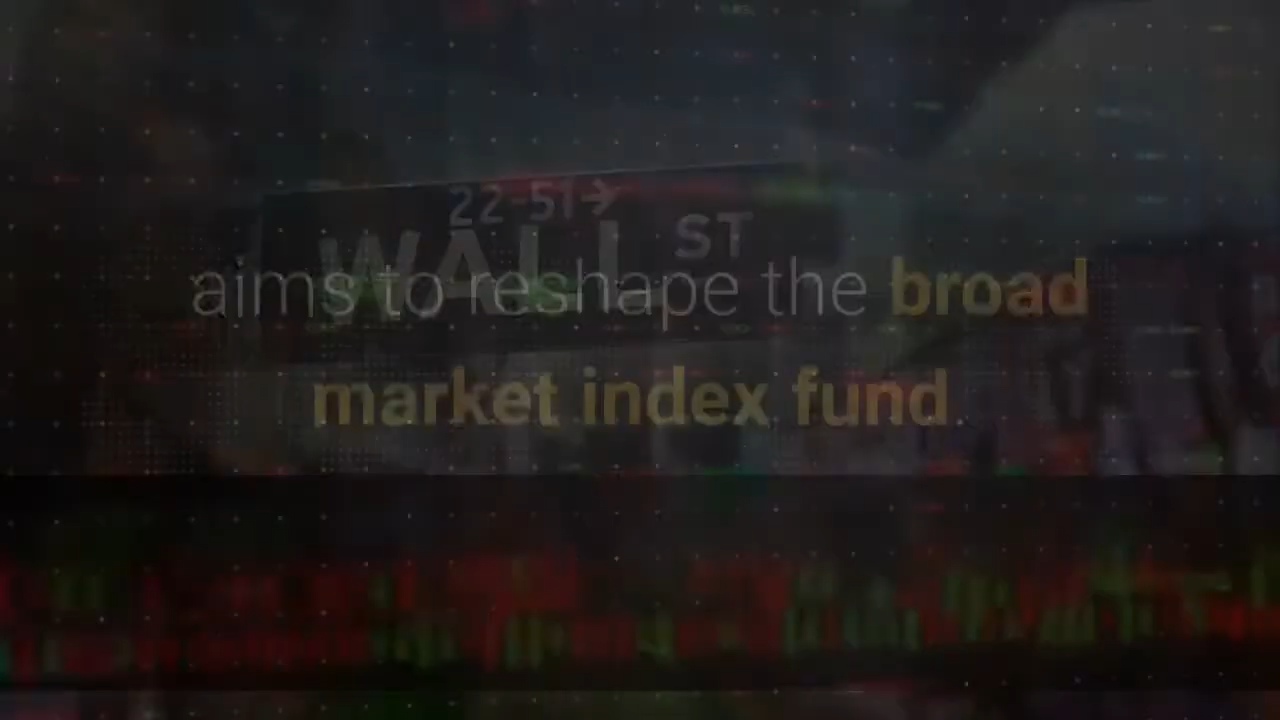 22-51→
WALL ST
aims to reshape the broad
market index fund.